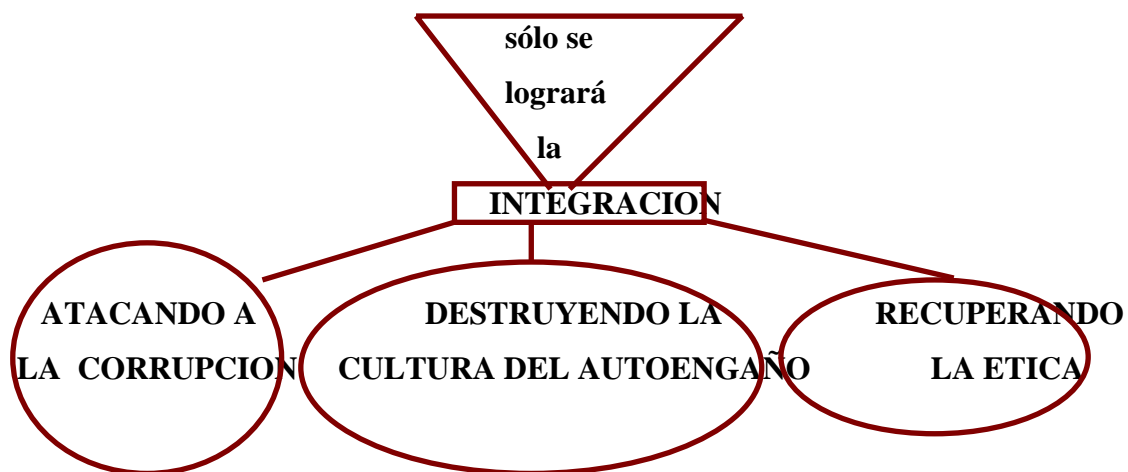 sólo se
logrará
la
INTEGRACION
ATACANDO A
LA CORRUPCION
DESTRUYENDO LA
CULTURA DEL AUTOENGAÑO
RECUPERANDO
LA ETICA